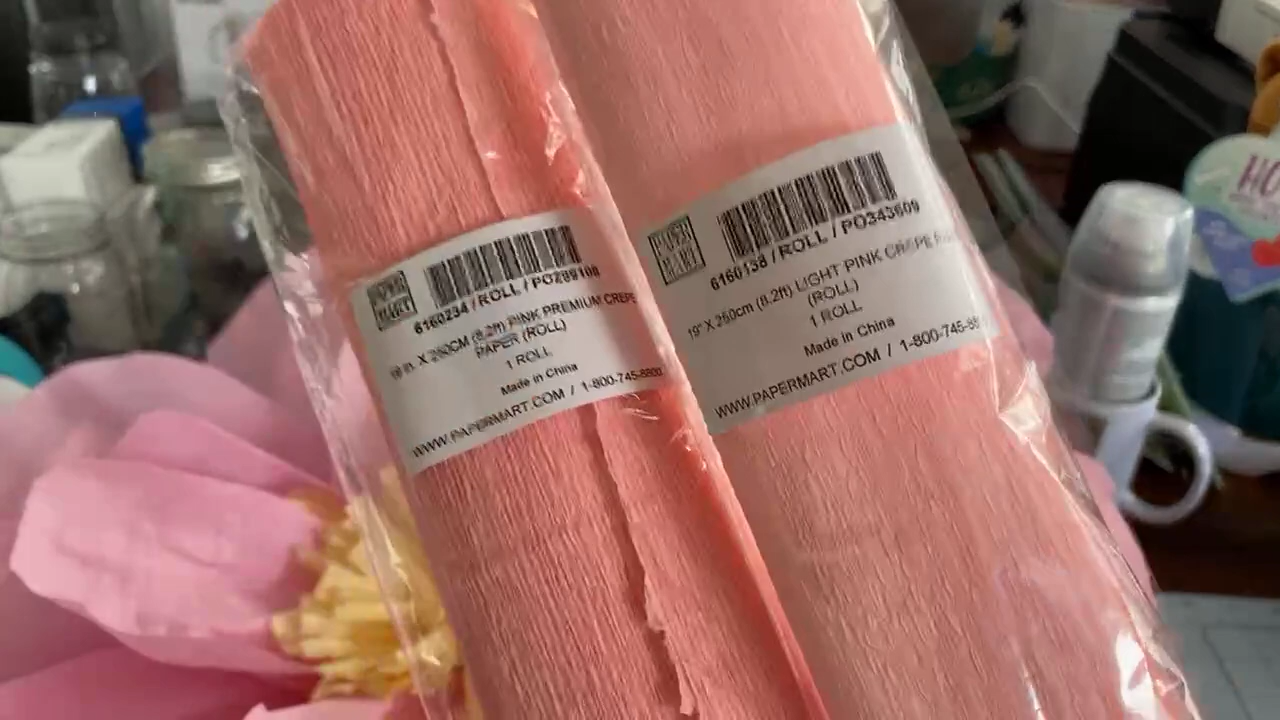 PAPER
MART
6160234 / ROLL / PO289108
19 in. X 250CM (8.2ft) PINK PREMIUM CREPE
PAPER (ROLL)
1 ROLL
Made in China
WWW.PAPERMART.COM / 1-800-745-8800
PAPER
MART
6160138 / ROLL / PO343609
19" X 250cm (8.2ft) LIGHT PINK CREPE
(ROLL)
1 ROLL
Made in China
WWW.PAPERMART.COM / 1-800-745-88
HO